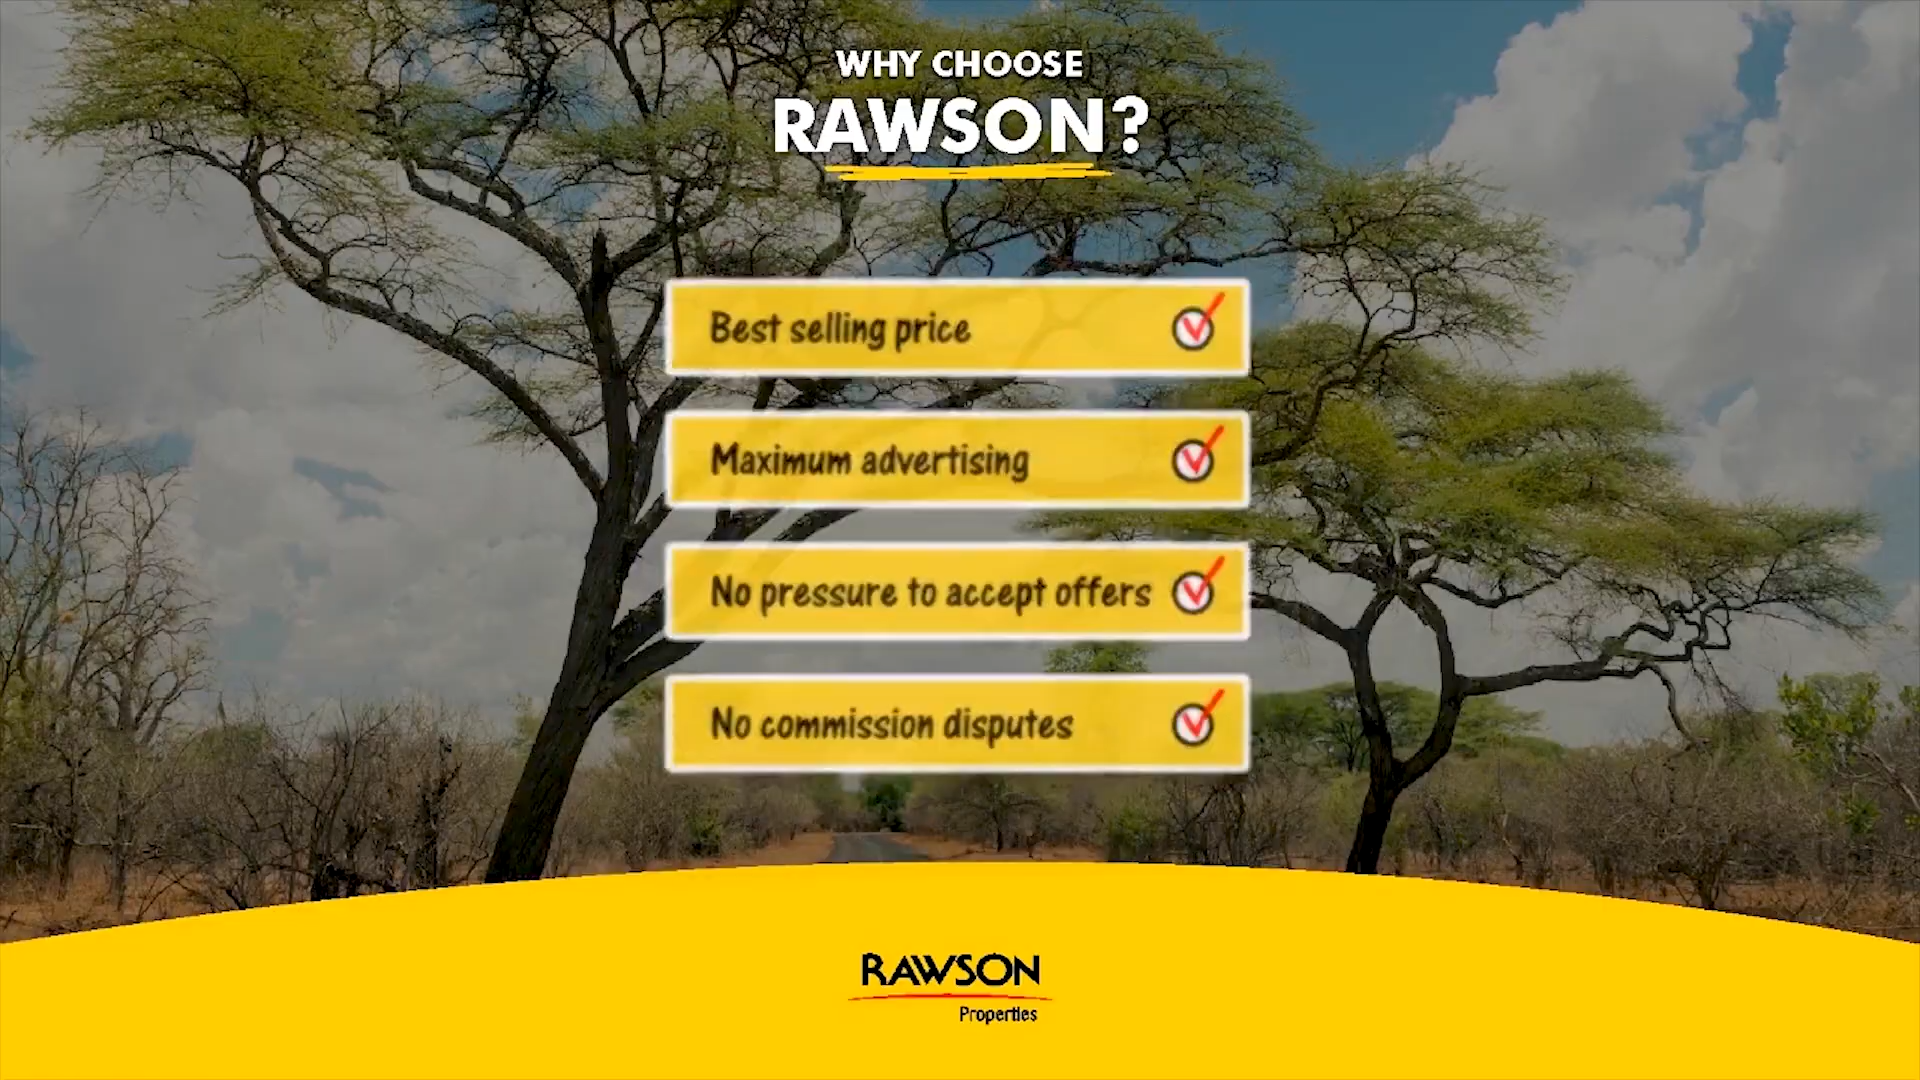 WHY CHOOSE
RAWSON?
Best selling price
Maximum advertising
No pressure to accept offers
No commission disputes
RAWSON
Properties